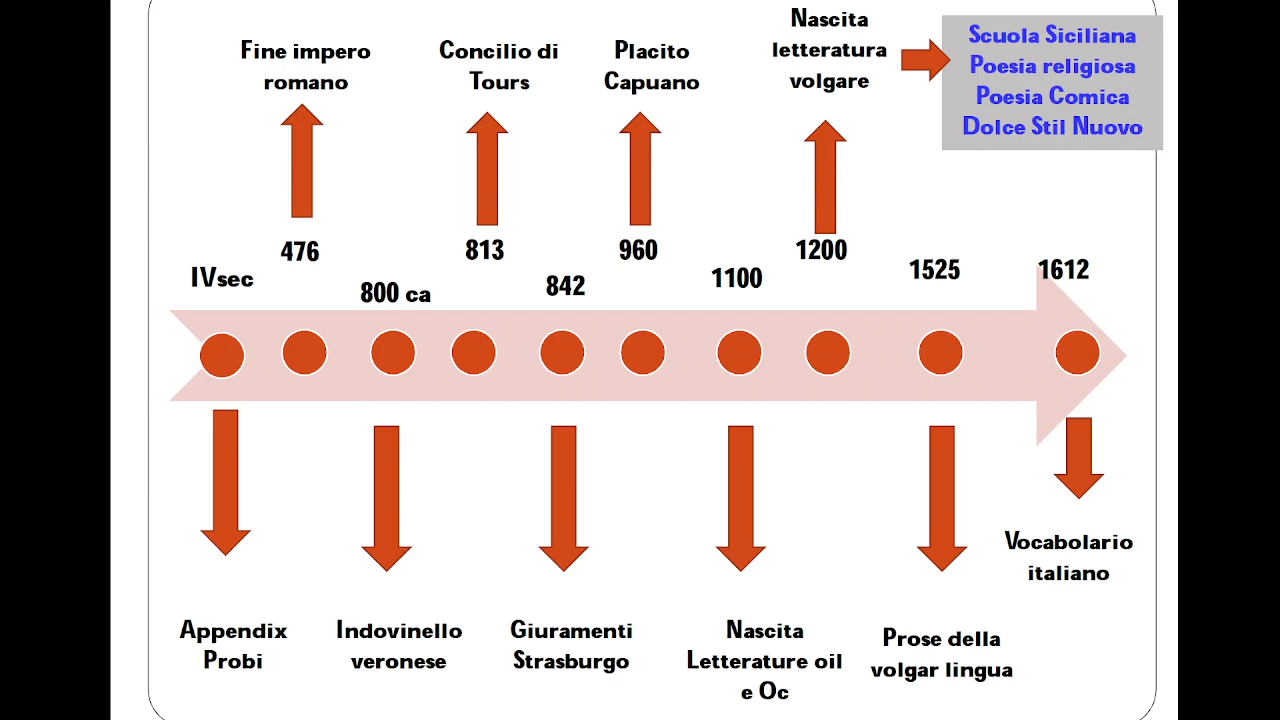 Fine impero
romano
Concilio di
Tours
Placito
Capuano
Nascita
letteratura
volgare
Scuola Siciliana
Poesia religiosa
Poesia Comica
Dolce Stil Nuovo
IVsec
476
800 ca
813
842
960
1100
1200
1525
1612
Appendix
Probi
Indovinello
veronese
Giuramenti
Strasburgo
Nascita
Letterature oil
e Oc
Prose della
volgar lingua
Vocabolario
italiano